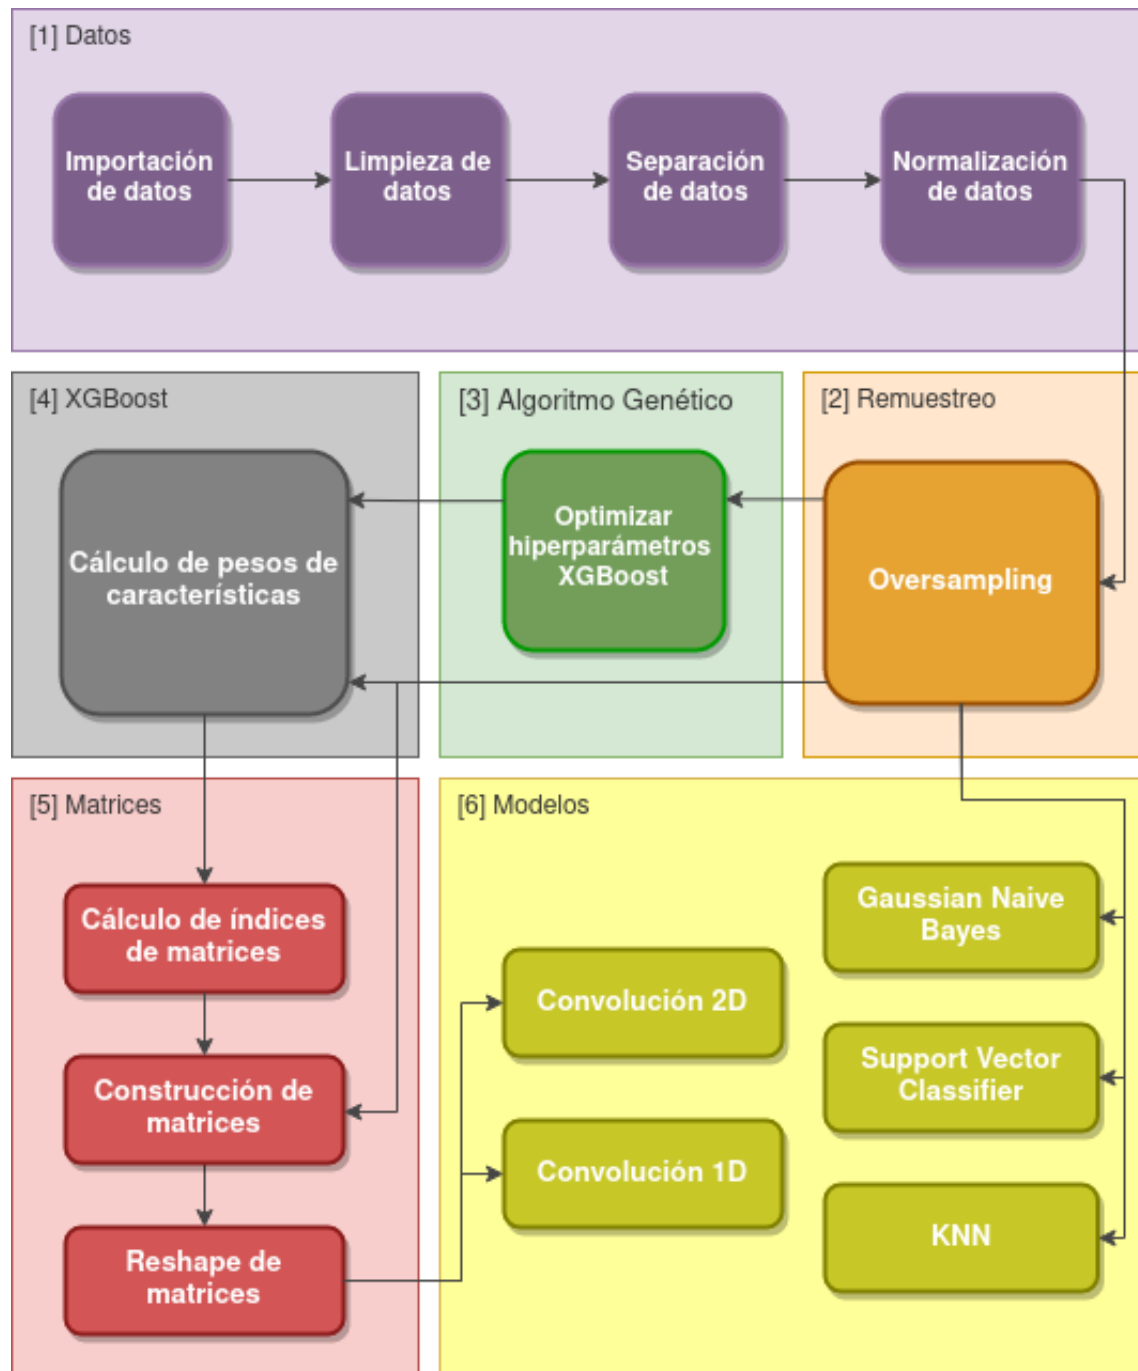 [1] Datos
Importación
de datos
Limpieza de
datos
Separación
de datos
Normalización
de datos
[4] XGBoost
Cálculo de pesos de
características
[3] Algoritmo Genético
Optimizar
hiperparámetros
XGBoost
[2] Remuestreo
Oversampling
[5] Matrices
Cálculo de índices
de matrices
Construcción de
matrices
Reshape de
matrices
[6] Modelos
Convolución 2D
Convolución 1D
Gaussian Naive
Bayes
Support Vector
Classifier
KNN